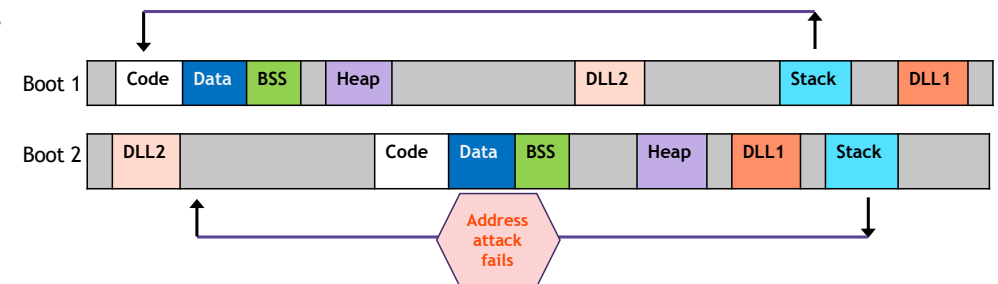 Boot 1 Code Data BSS Heap DLL2 Stack DLL1
Boot 2 DLL2 Code Data BSS Heap DLL1 Stack
Address
attack
fails